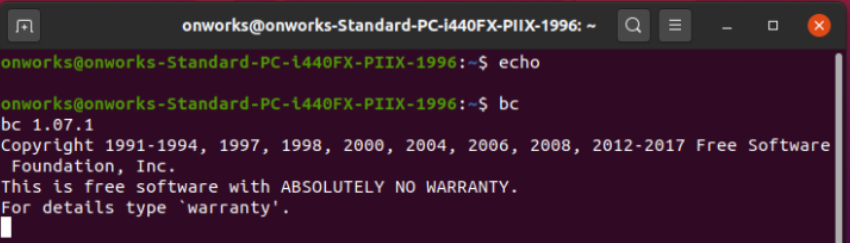 onworks@onworks-Standard-PC-i440FX-PIIX-1996: ~
onworks@onworks-Standard-PC-i440FX-PIIX-1996:~$ echo
onworks@onworks-Standard-PC-i440FX-PIIX-1996:~$ bc
bc 1.07.1
Copyright 1991-1994, 1997, 1998, 2000, 2004, 2006, 2008, 2012-2017 Free Software
Foundation, Inc.
This is free software with ABSOLUTELY NO WARRANTY.
For details type `warranty'.